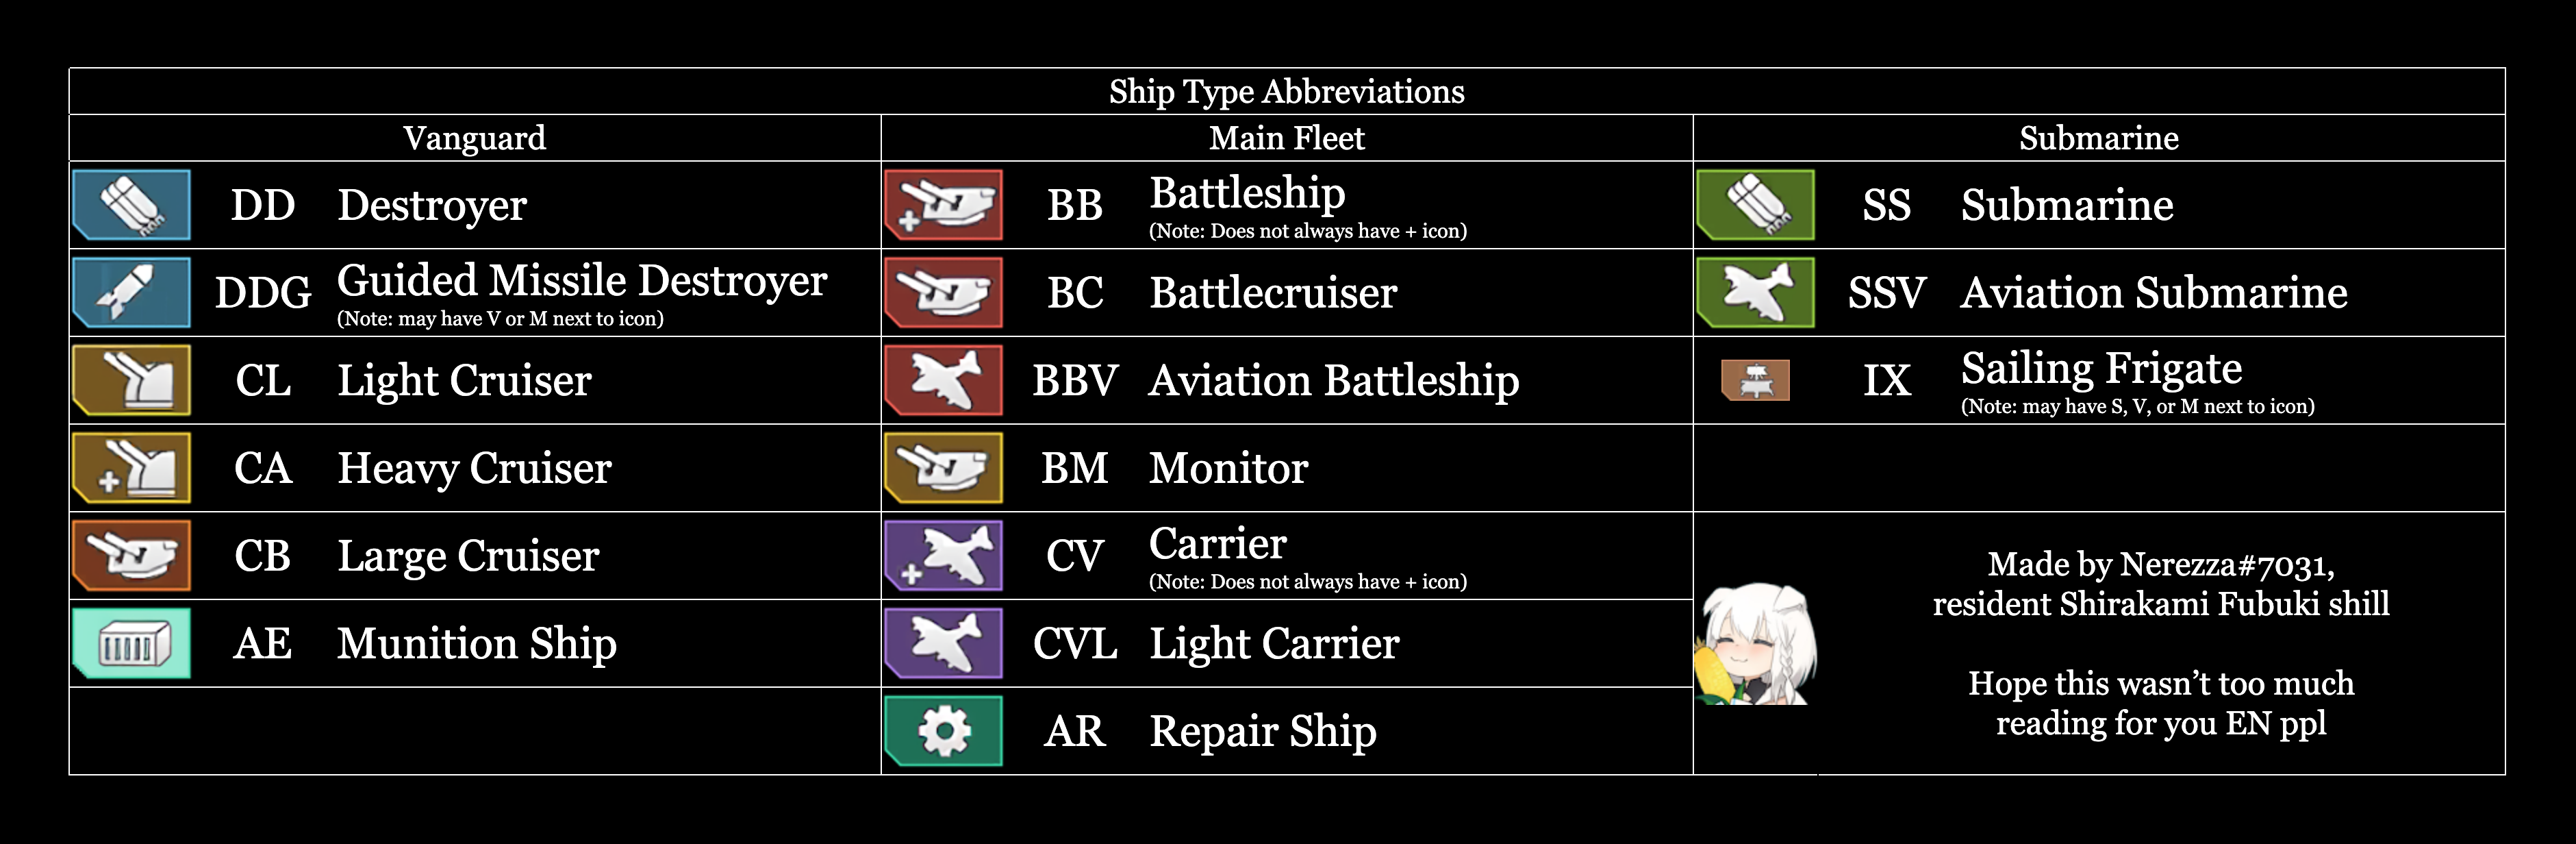 Ship Type Abbreviations
Vanguard
Main Fleet
Submarine
DD Destroyer
BB Battleship
(Note: Does not always have + icon)
SS Submarine
DDG Guided Missile Destroyer
(Note: may have V or M next to icon)
BC Battlecruiser
SSV Aviation Submarine
CL Light Cruiser
BBV Aviation Battleship
IX Sailing Frigate
(Note: may have S, V, or M next to icon)
CA Heavy Cruiser
BM Monitor
CB Large Cruiser
CV Carrier
(Note: Does not always have + icon)
AE Munition Ship
CVL Light Carrier
AR Repair Ship
Made by Nerezza#7031,
resident Shirakami Fubuki shill
Hope this wasn't too much
reading for you EN ppl